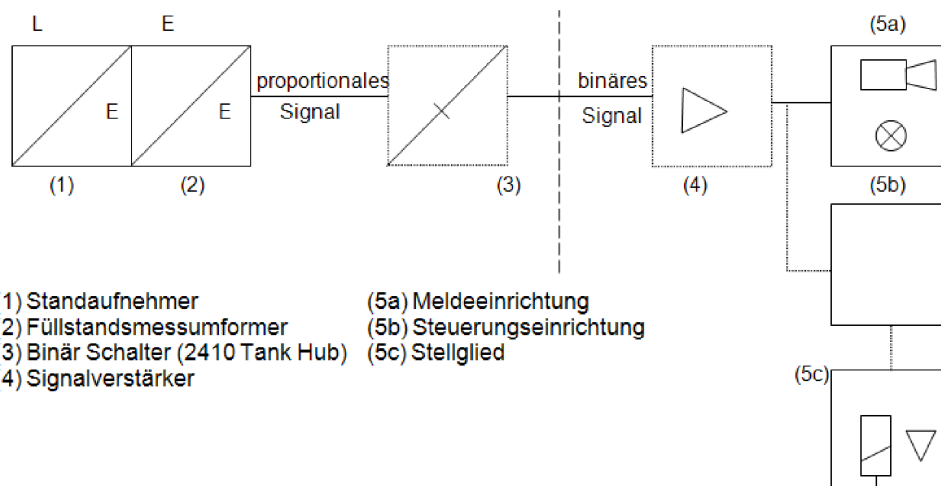 L E (5a)
E E
proportionales
Signal
binäres
Signal
(1) (2) (3) (4) (5b)
1) Standaufnehmer
2) Füllstandsmessumformer
3) Binär Schalter (2410 Tank Hub)
4) Signalverstärker
(5a) Meldeeinrichtung
(5b) Steuerungseinrichtung
(5c) Stellglied
(5c)